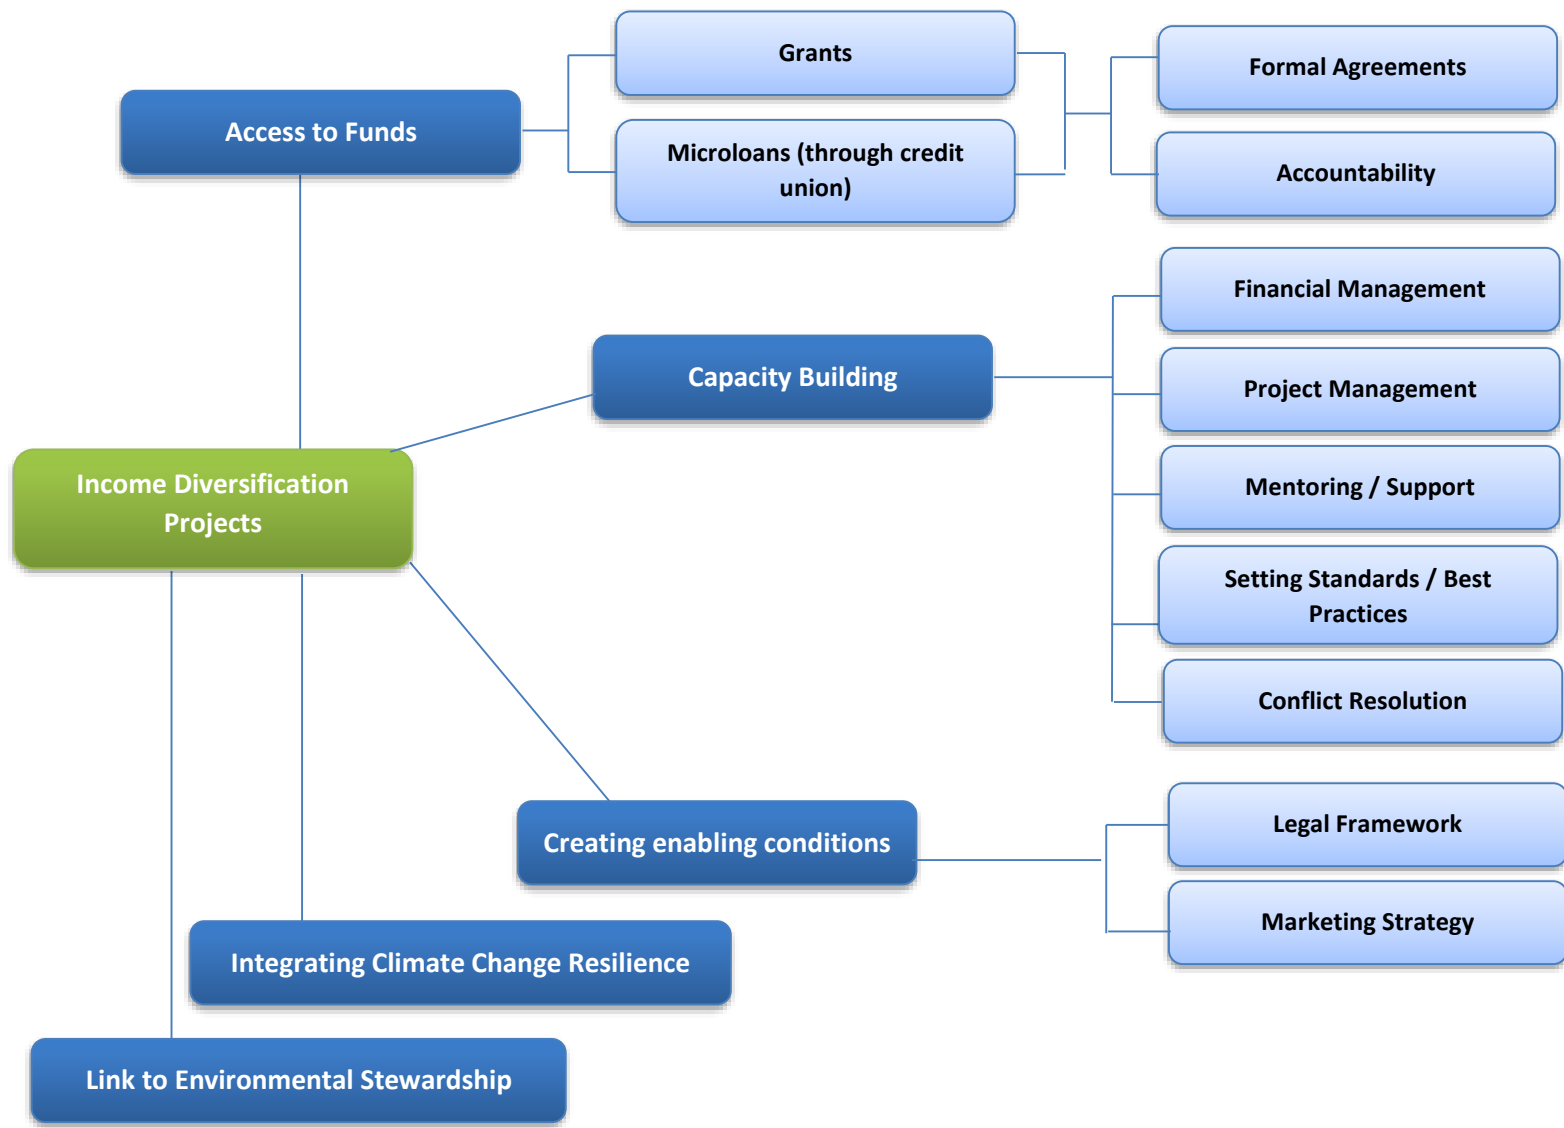 Grants
Formal Agreements
Access to Funds
Microloans (through credit
union)
Accountability
Financial Management
Capacity Building
Project Management
Income Diversification
Projects
Mentoring / Support
Setting Standards / Best
Practices
Conflict Resolution
Creating enabling conditions
Legal Framework
Marketing Strategy
Integrating Climate Change Resilience
Link to Environmental Stewardship